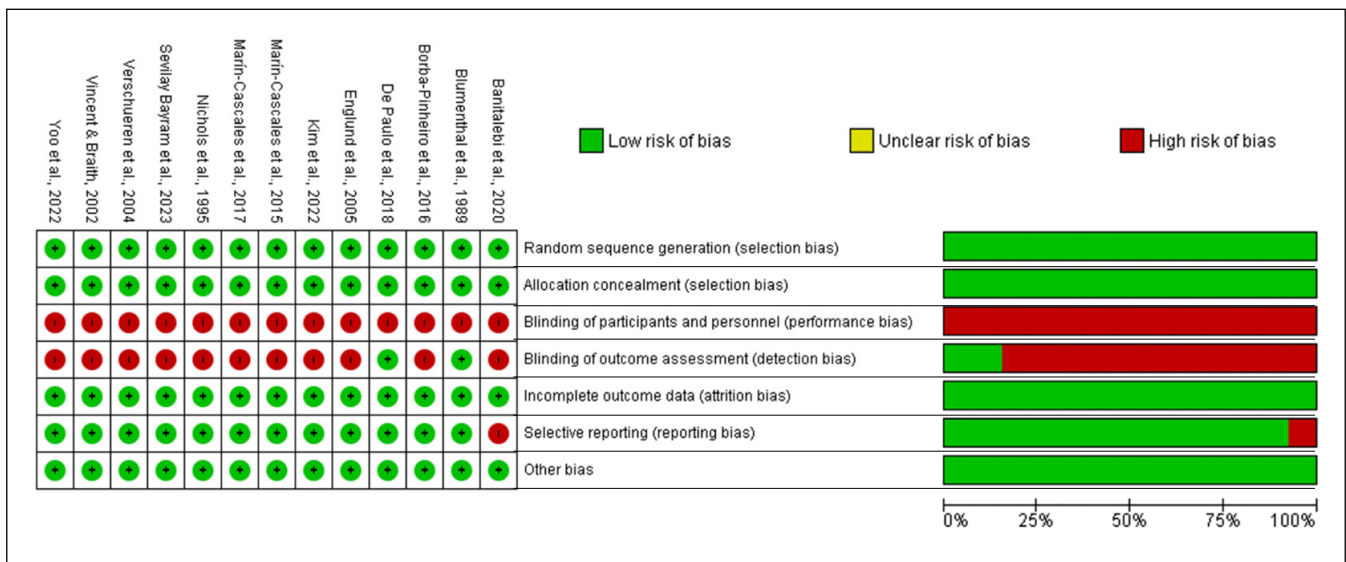 Yoo et al., 2022
Vincent & Braith, 2002
Verschueren et al., 2004
Sevilay Bayram et al., 2023
Nichols et al., 1995
Marín-Cascales et al., 2017
Marín-Cascales et al., 2015
Kim et al., 2022
Englund et al., 2005
De Paulo et al., 2018
Borba-Pinheiro et al., 2016
Blumenthal et al., 1989
Banitalebi et al., 2020
Low risk of bias
Unclear risk of bias
High risk of bias
+ + + + + + + + + + + + + Random sequence generation (selection bias)
+ + + + + + + + + + + + + Allocation concealment (selection bias)
- - - - - - - - - - - - - Blinding of participants and personnel (performance bias)
- - - - - - - - - + - + - Blinding of outcome assessment (detection bias)
+ + + + + + + + + + + + + Incomplete outcome data (attrition bias)
+ + + + + + + + + + + + - Selective reporting (reporting bias)
+ + + + + + + + + + + + + Other bias
0% 25% 50% 75% 100%